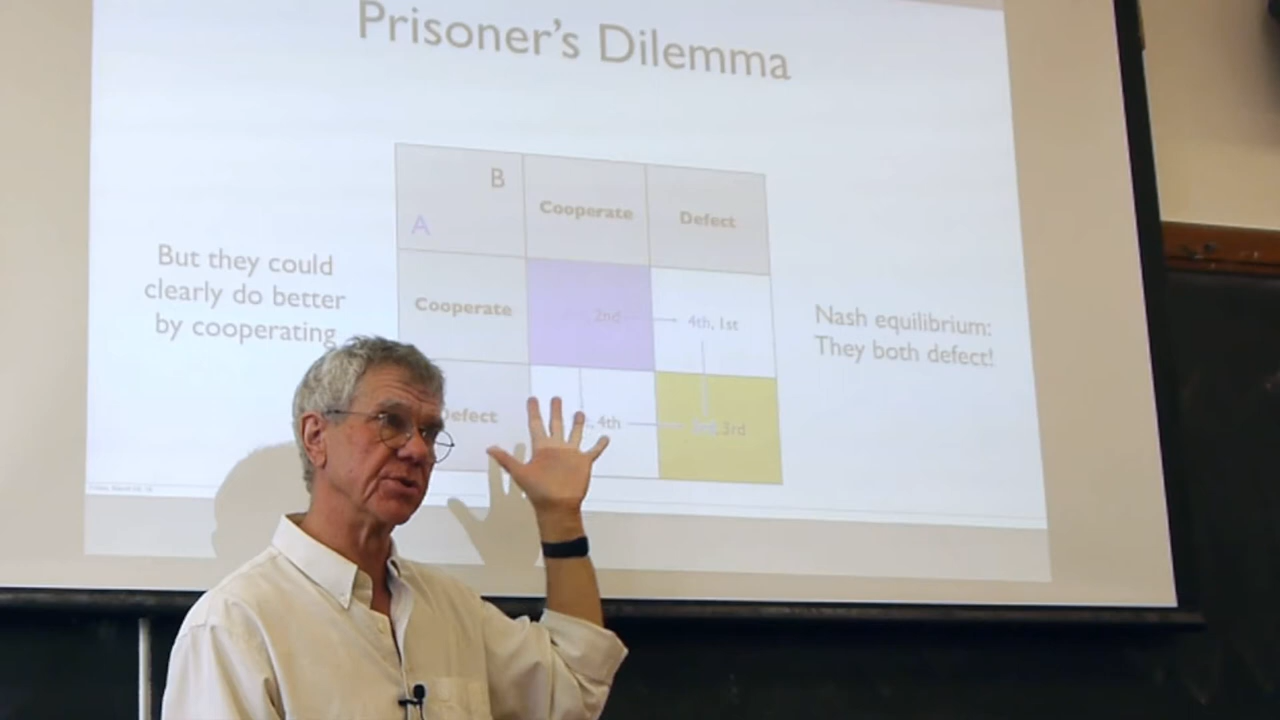 Prisoner's Dilemma
B
A
Cooperate
Defect
But they could
clearly do better
by cooperating
Cooperate
2nd
4th, 1st
Nash equilibrium:
They both defect!
Defect
, 4th
3rd